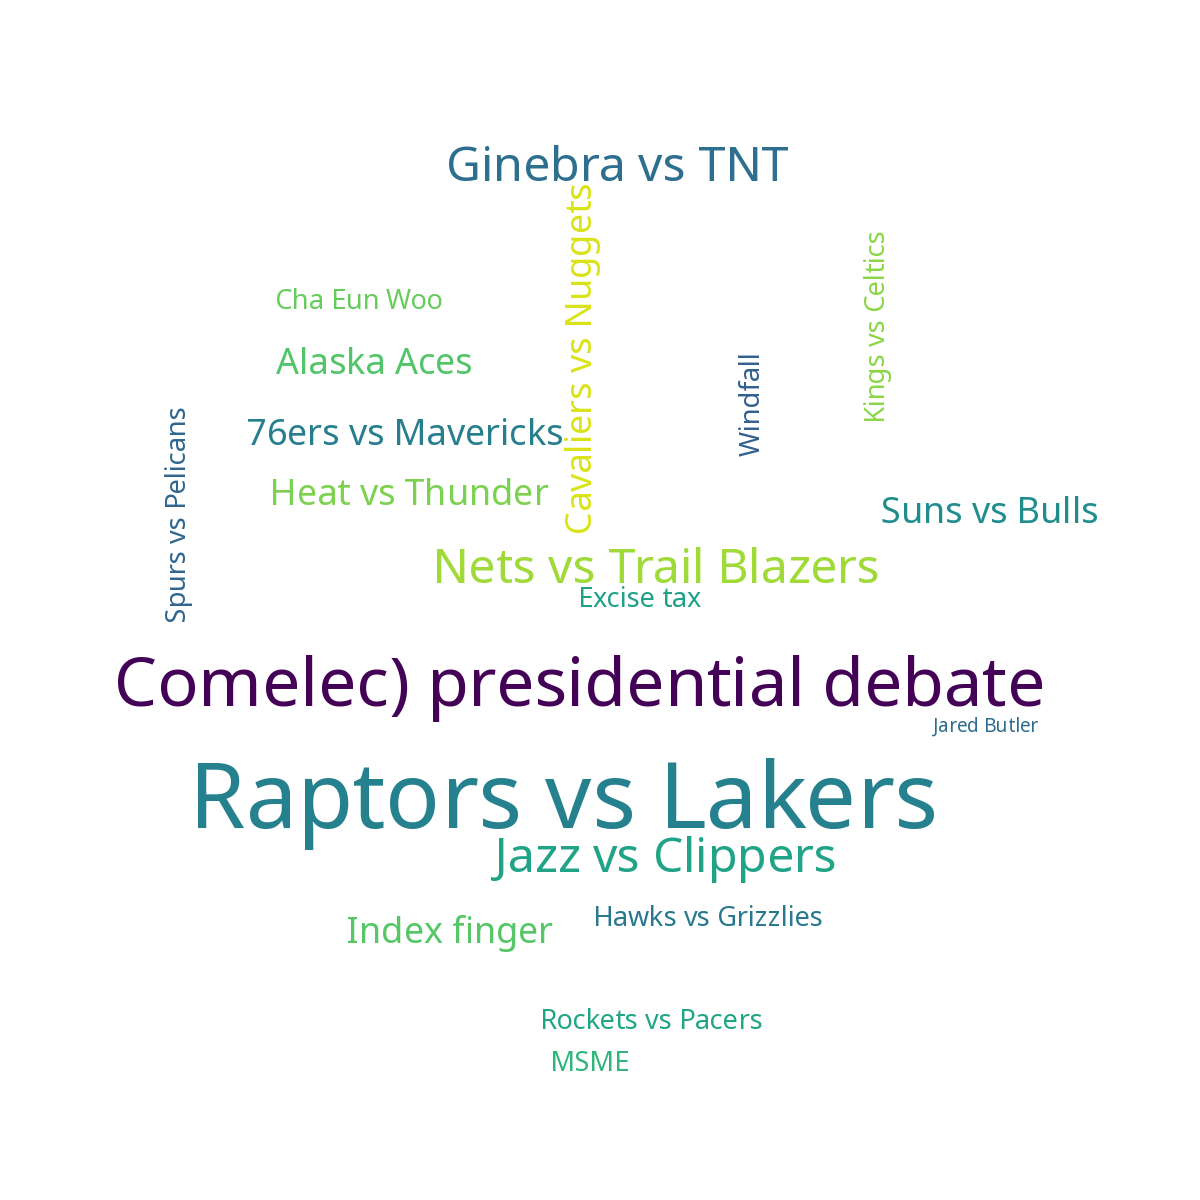 Ginebra vs TNT
Cavaliers vs Nuggets
Kings vs Celtics
Cha Eun Woo
Alaska Aces
Windfall
Spurs vs Pelicans
76ers vs Mavericks
Heat vs Thunder
Suns vs Bulls
Nets vs Trail Blazers
Excise tax
Comelec) presidential debate
Jared Butler
Raptors vs Lakers
Jazz vs Clippers
Hawks vs Grizzlies
Index finger
Rockets vs Pacers
MSME